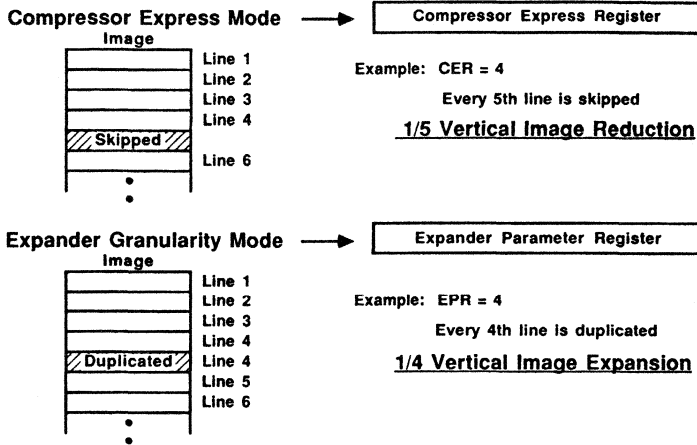 Compressor Express Mode
Compressor Express Register
Image
Line 1
Line 2
Line 3
Line 4
Skipped
Line 6
Example: CER = 4
Every 5th line is skipped
1/5 Vertical Image Reduction
Expander Granularity Mode
Expander Parameter Register
Image
Line 1
Line 2
Line 3
Line 4
Duplicated
Line 4
Line 5
Line 6
Example: EPR = 4
Every 4th line is duplicated
1/4 Vertical Image Expansion